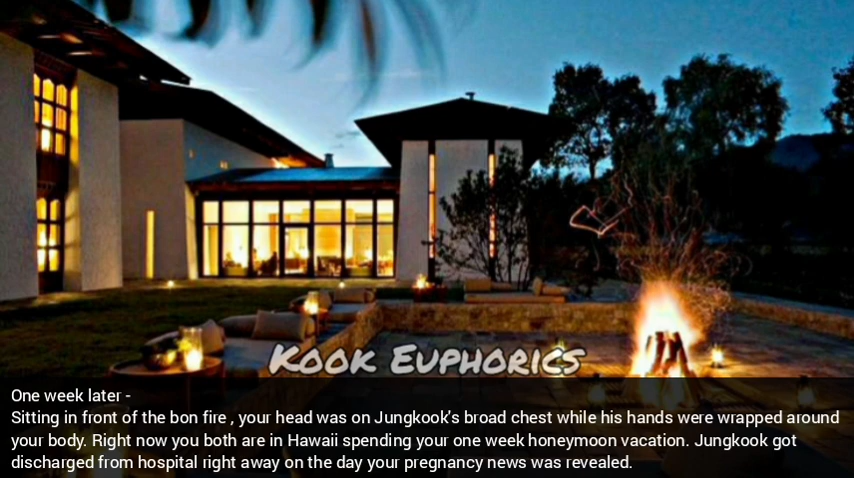 Kook Euphorics
One week later -
Sitting in front of the bon fire , your head was on Jungkook's broad chest while his hands were wrapped around
your body. Right now you both are in Hawaii spending your one week honeymoon vacation. Jungkook got
discharged from hospital right away on the day your pregnancy news was revealed.